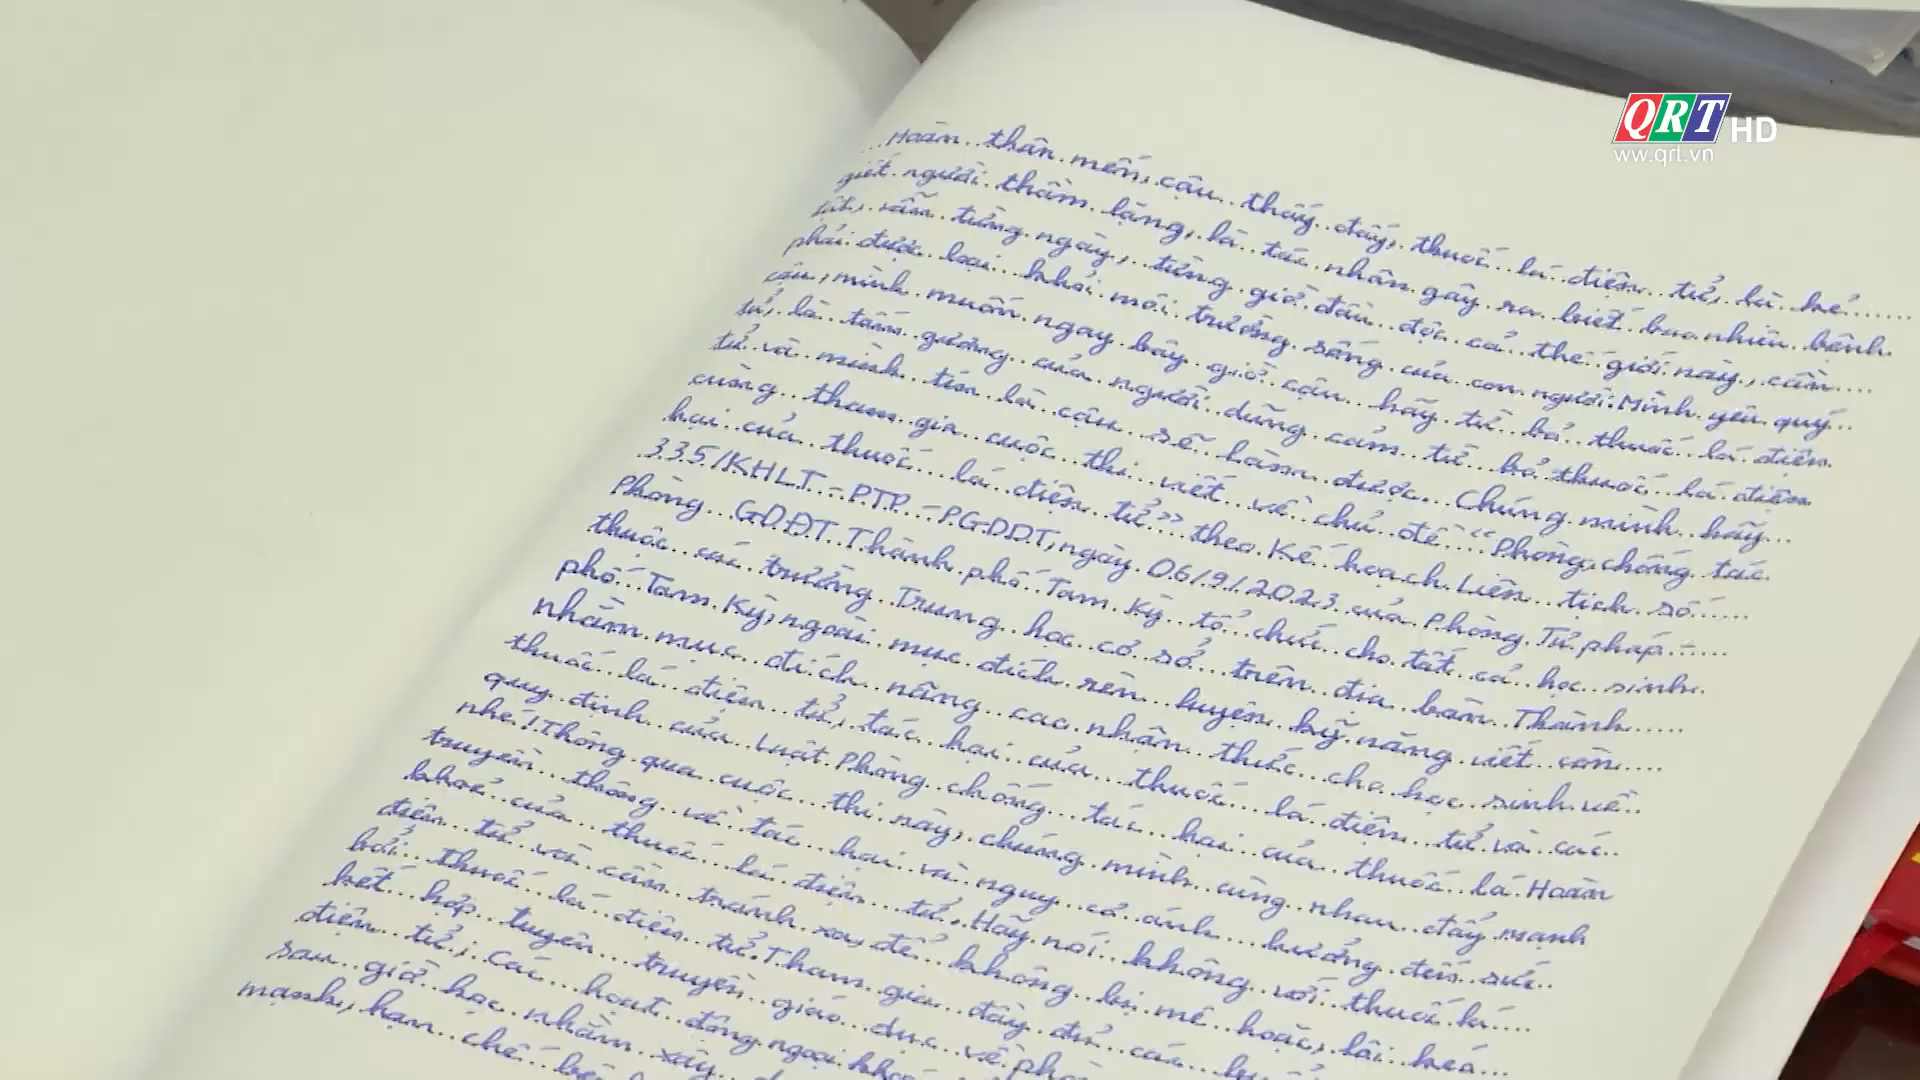 QRT HD
ww.qrt.vn
Hoàn thân mến, cậu thấy đấy, thuốc lá điện tử, là kẻ
giết người thầm lặng, là tác nhân gây ra biết bao nhiêu bệnh
tật, vẫn từng ngày, từng giờ đầu độc cả thế giới này, cần
phải được loại khỏi môi trường sống của con người. Mình yêu quý
cậu, mình muốn ngay bây giờ cậu hãy từ bỏ thuốc lá điện
tử, là tấm gương của người dũng cảm từ bỏ thuốc lá điện
tử và mình tin là cậu sẽ làm được. Chúng mình hãy
cùng tham gia cuộc thi viết về chủ đề "Phòng, chống tác
hại của thuốc lá điện tử" theo Kế hoạch Liên tịch số
335/KHLT-PTP-PGDDT, ngày 06/9/2023 của Phòng Tư pháp -
Phòng GDĐT Thành phố Tam Kỳ tổ chức cho tất cả học sinh
thuộc các trường Trung học cơ sở trên địa bàn Thành
phố Tam Kỳ, ngoài mục đích rèn luyện kỹ năng viết còn
nhằm mục đích nâng cao nhận thức cho học sinh về
thuốc lá điện tử, tác hại của thuốc lá điện tử và các
quy định của Luật Phòng chống tác hại của thuốc lá Hoàn
nhé! Thông qua cuộc thi này, chúng mình cùng nhau đẩy mạnh
truyền thông về tác hại và nguy cơ ảnh hưởng đến sức
khoẻ của thuốc lá điện tử, Hãy nói không với thuốc lá
điện tử và cần tránh xa, để không bị mê hoặc, lôi kéo
bởi thuốc lá điện tử. Tham gia đầy đủ các
kết hợp tuyên truyền giáo dục về
điện tử; các hoạt động ngoại
sau giờ học nhằm xây
mạnh, hạn chế